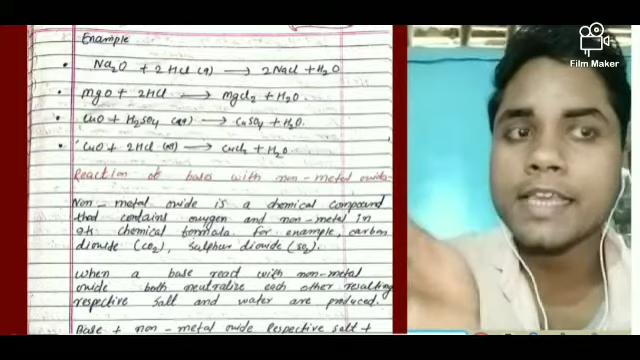 Example
Na2O + 2HCl (aq) → 2NaCl + H2O
MgO + 2HCl → MgCl2 + H2O.
CuO + H2SO4 (aq) → CuSO4 + H2O.
CuO + 2HCl (aq) → CuCl2 + H2O
Reaction of bases with non-metal oxide-
Non-metal oxide is a chemical compound
that contains oxygen and non-metal in
its chemical formula. For example, carbon
dioxide (CO2), Sulphur dioxide (SO2).
When a base react with non-metal
oxide both neutralize each other resulting
respective salt and water are produced.
Base + non-metal oxide Respective salt +
Film Maker